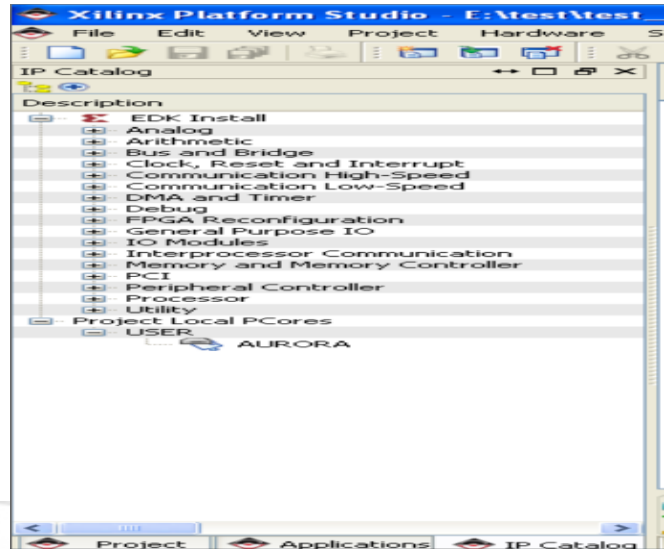 Xilinx Platform Studio - E:\test\test_
File Edit View Project Hardware S
IP Catalog
Description
EDK Install
Analog
Arithmetic
Bus and Bridge
Clock, Reset and Interrupt
Communication High-Speed
Communication Low-Speed
DMA and Timer
Debug
FPGA Reconfiguration
General Purpose IO
IO Modules
Interprocessor Communication
Memory and Memory Controller
PCI
Peripheral Controller
Processor
Utility
Project Local PCores
USER
AURORA
Project Applications IP Catalog